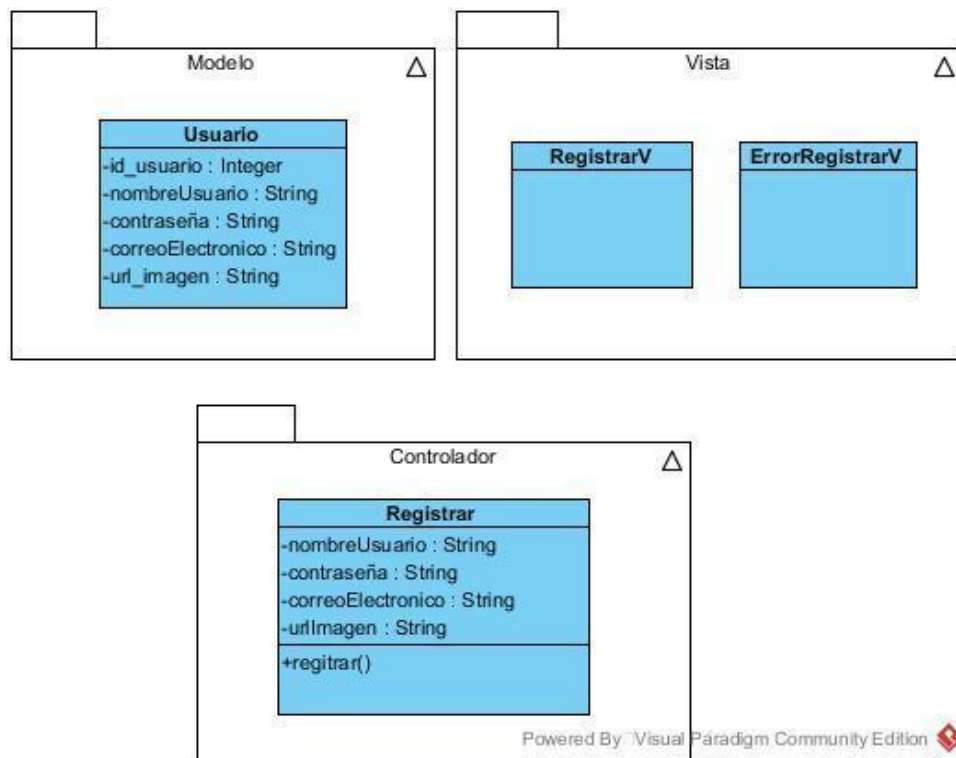 Modelo
Usuario
-id_usuario : Integer
-nombreUsuario : String
-contraseña : String
-correoElectronico : String
-url_imagen : String
Vista
RegistrarV
ErrorRegistrarV
Controlador
Registrar
-nombreUsuario : String
-contraseña : String
-correoElectronico : String
-urlImagen : String
+regitrar()
Powered By Visual Paradigm Community Edition